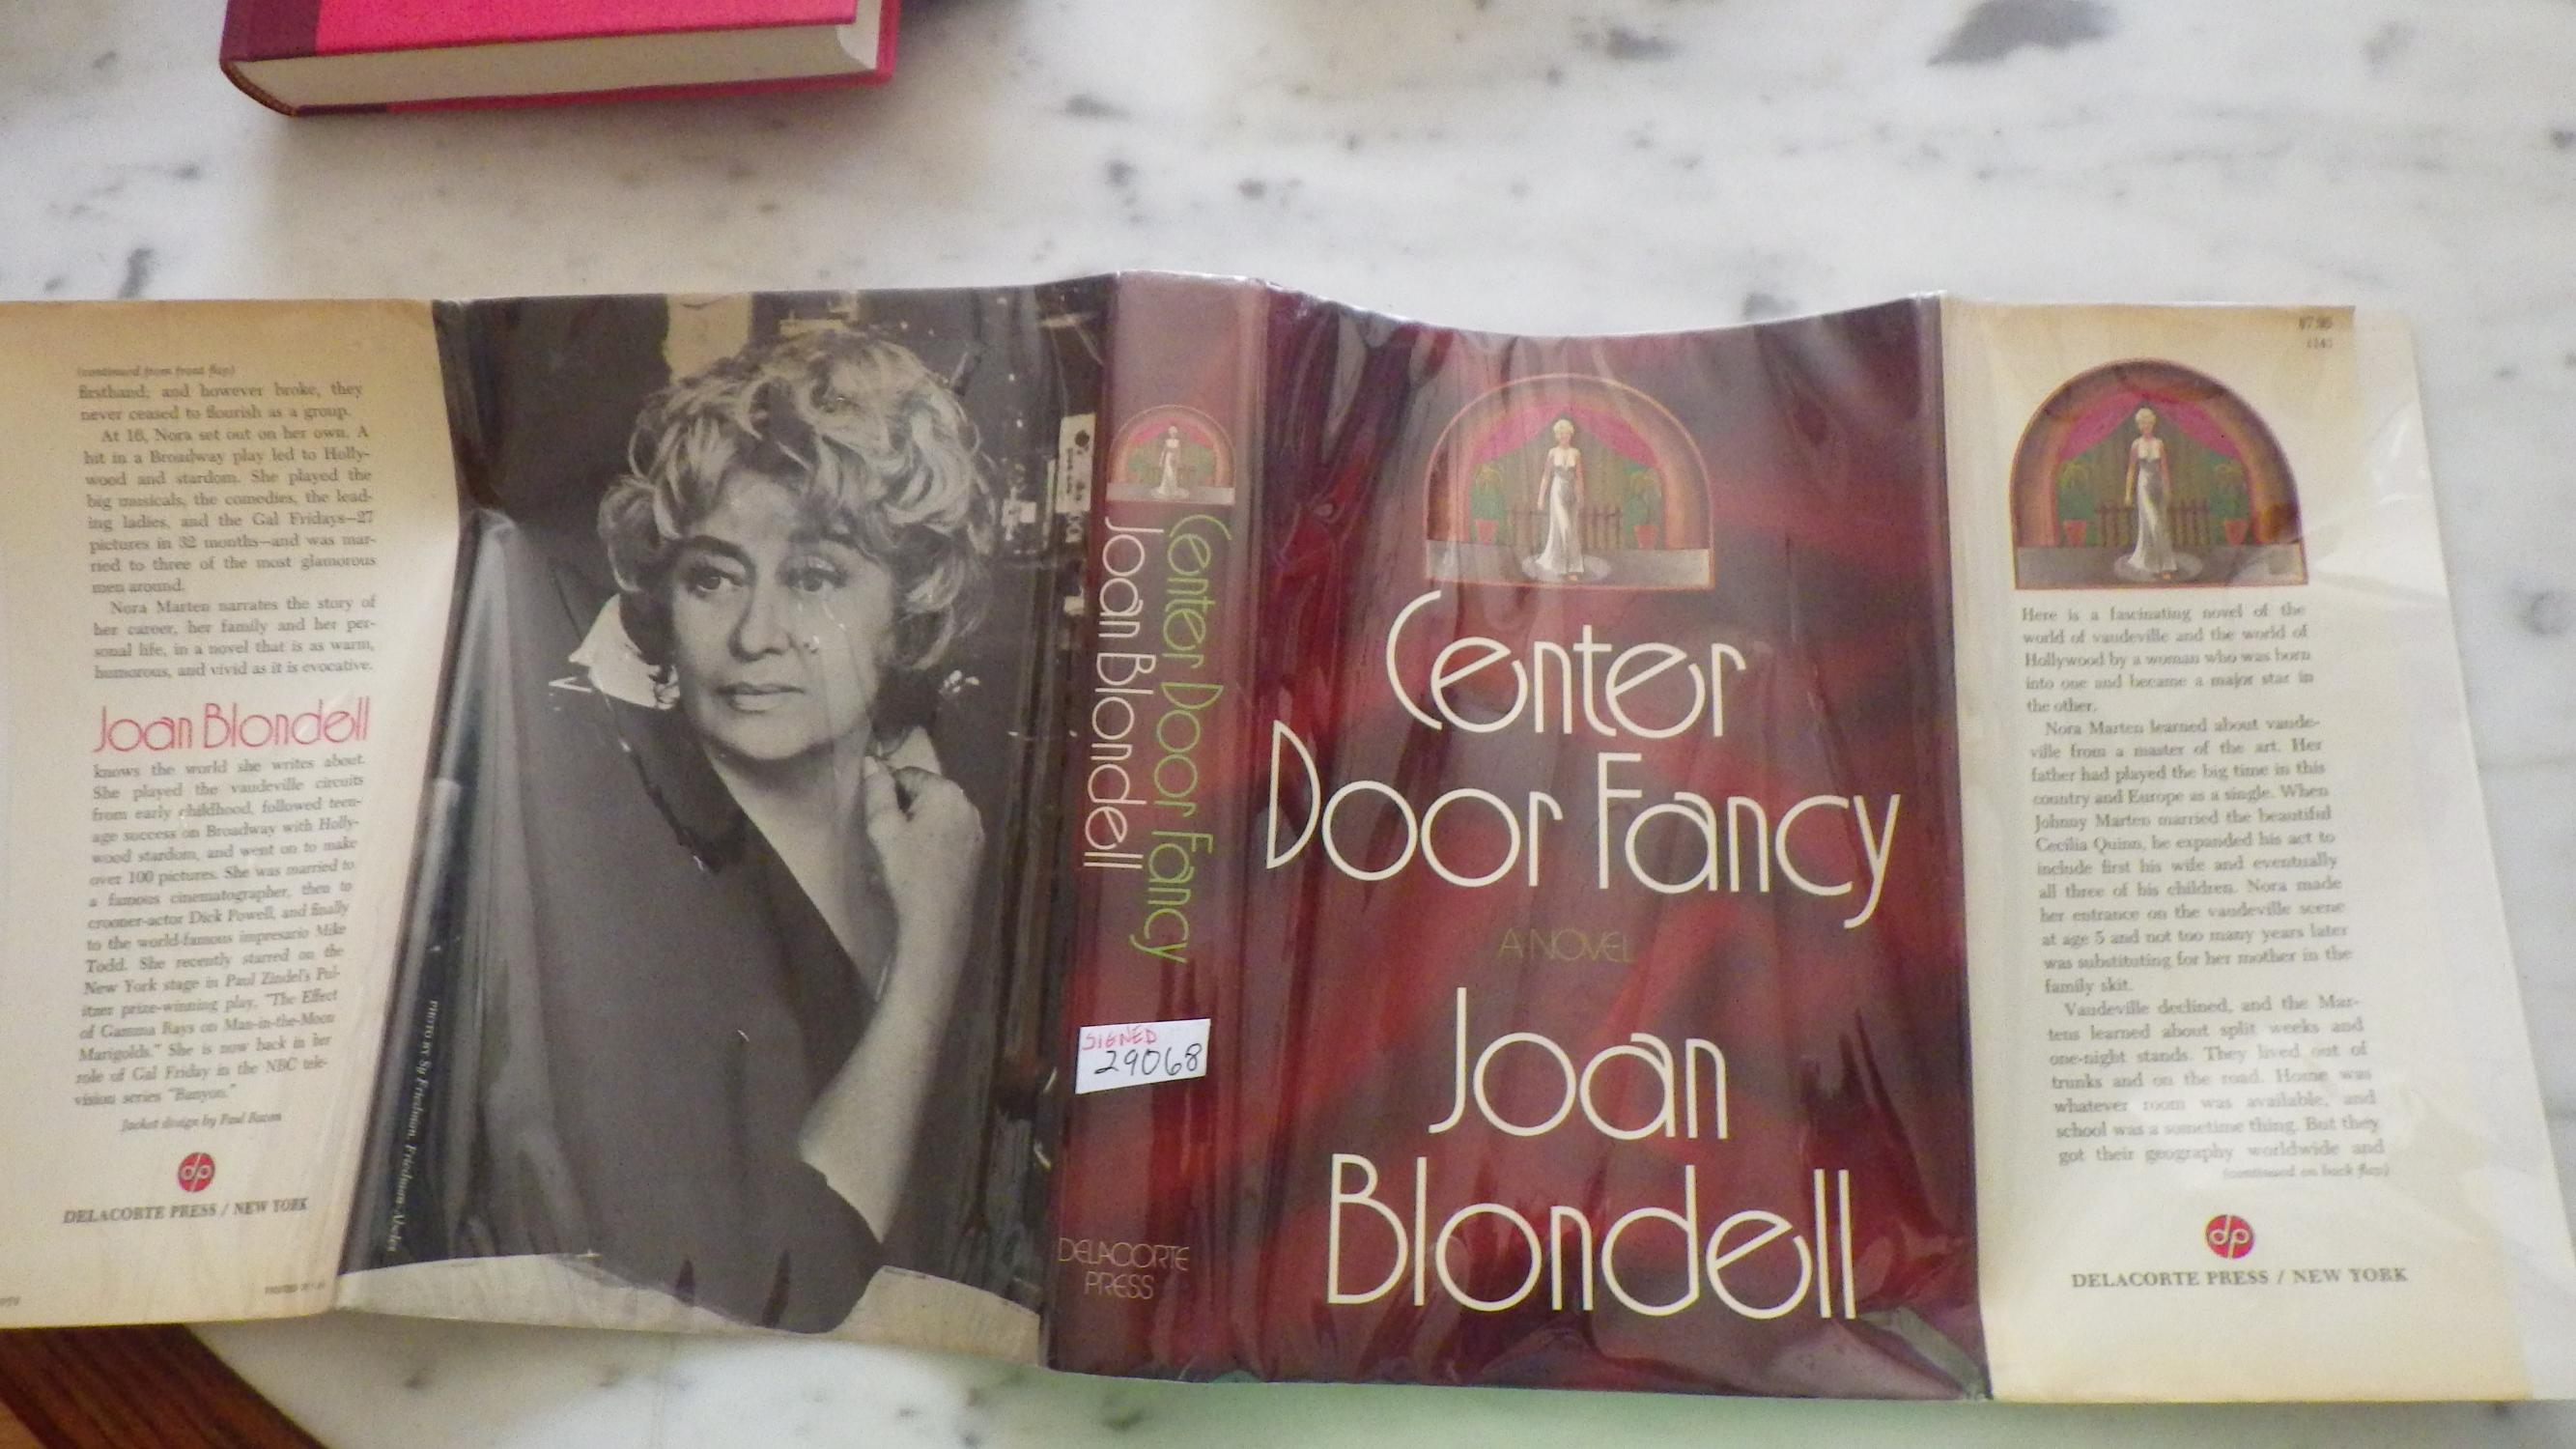 (continued from front flap)
firsthand; and however broke, they
never ceased to flourish as a group.
At 16, Nora set out on her own. A
hit in a Broadway play led to Holly-
wood and stardom. She played the
big musicals, the comedies, the lead-
ing ladies, and the Gal Fridays—27
pictures in 32 months—and was mar-
ried to three of the most glamorous
men around.
Nora Marten narrates the story of
her career, her family and her per-
sonal life, in a novel that is as warm,
humorous, and vivid as it is evocative.
Joan Blondell
knows the world she writes about.
She played the vaudeville circuits
from early childhood, followed teen-
age success on Broadway with Holly-
wood stardom, and went on to make
over 100 pictures. She was married to
a famous cinematographer, then to
crooner-actor Dick Powell, and finally
to the world-famous impresario Mike
Todd. She recently starred on the
New York stage in Paul Zindel's Pul-
itzer prize-winning play, "The Effect
of Gamma Rays on Man-in-the-Moon
Marigolds." She is now back in her
role of Gal Friday in the NBC tele-
vision series "Banyon."
Jacket design by Paul Bacon
dp
DELACORTE PRESS / NEW YORK
PHOTO BY Sy Friedman, Friedman-Abeles
Center Door Fancy
Joan Blondell
SIGNED
29068
DELACORTE
PRESS
Center
Door Fancy
A NOVEL
Joan
Blondell
$7.95
Here is a fascinating novel of the
world of vaudeville and the world of
Hollywood by a woman who was born
into one and became a major star in
the other.
Nora Marten learned about vaude-
ville from a master of the art. Her
father had played the big time in this
country and Europe as a single. When
Johnny Marten married the beautiful
Cecilia Quinn, he expanded his act to
include first his wife and eventually
all three of his children. Nora made
her entrance on the vaudeville scene
at age 5 and not too many years later
was substituting for her mother in the
family skit.
Vaudeville declined, and the Mar-
tens learned about split weeks and
one-night stands. They lived out of
trunks and on the road. Home was
whatever room was available, and
school was a sometime thing. But they
got their geography worldwide and
(continued on back flap)
dp
DELACORTE PRESS / NEW YORK